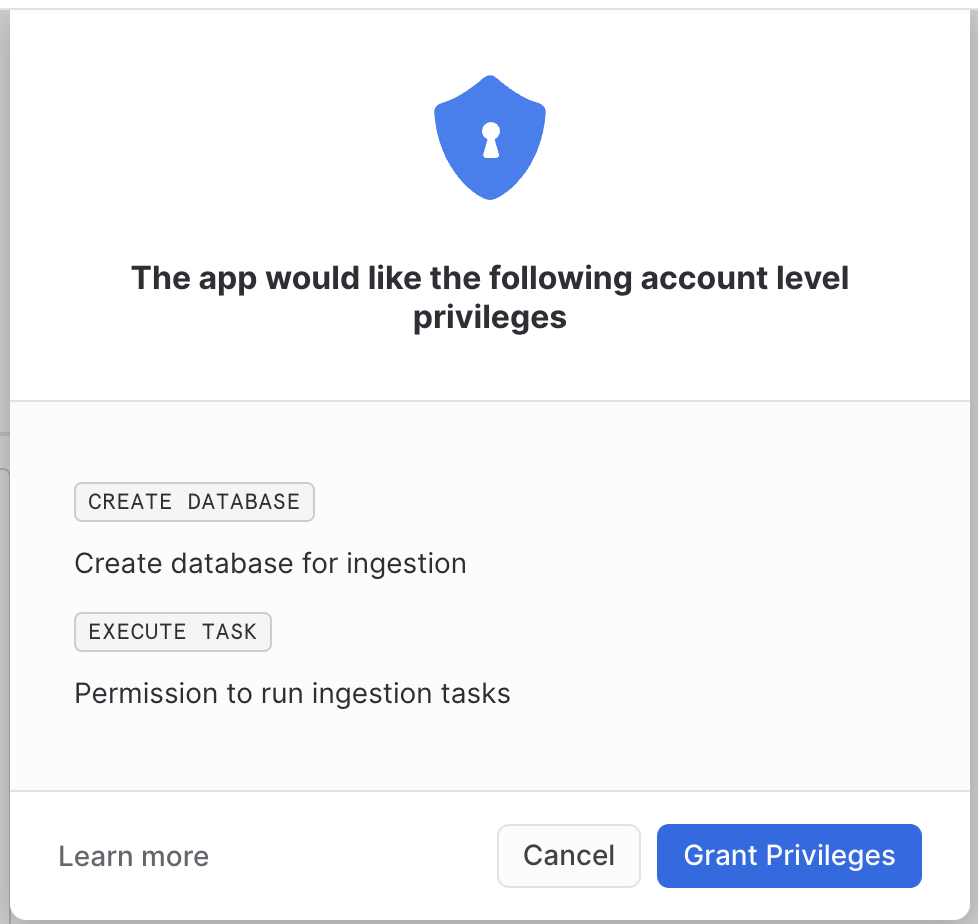 The app would like the following account level
privileges
CREATE DATABASE
Create database for ingestion
EXECUTE TASK
Permission to run ingestion tasks
Learn more
Cancel
Grant Privileges